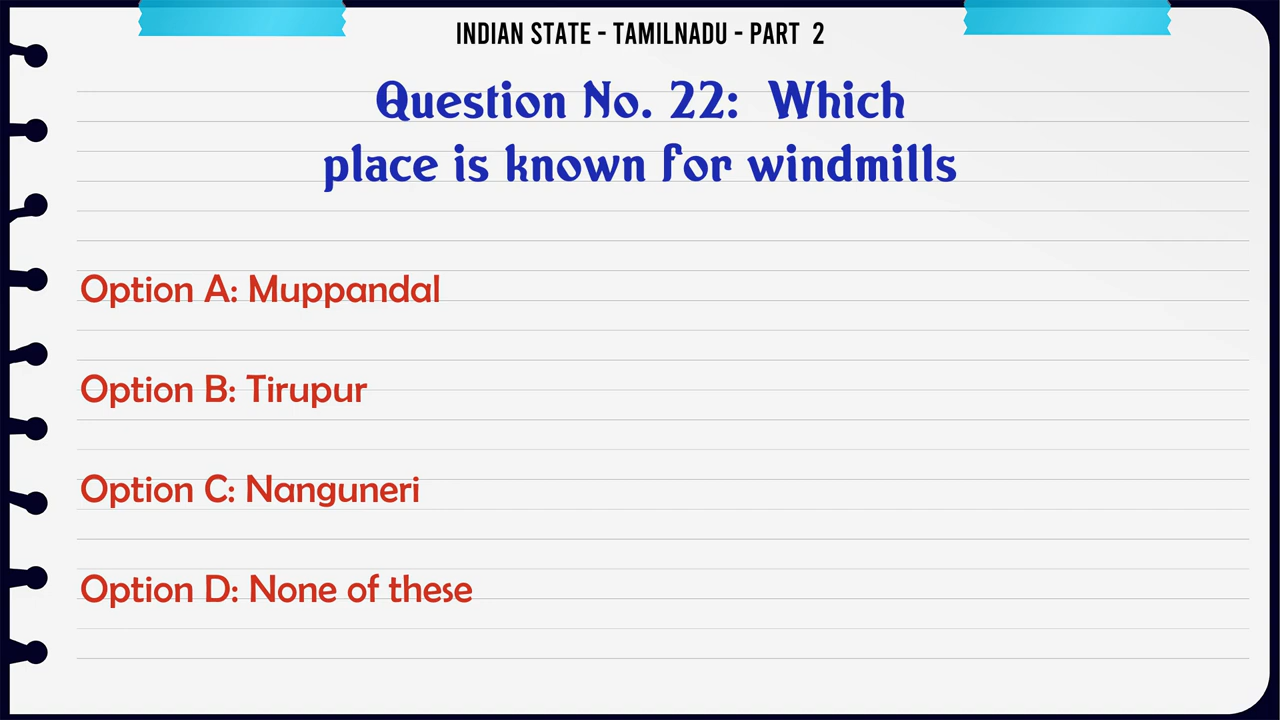 INDIAN STATE - TAMILNADU - PART 2
Question No. 22: Which
place is known for windmills
Option A: Muppandal
Option B: Tirupur
Option C: Nanguneri
Option D: None of these